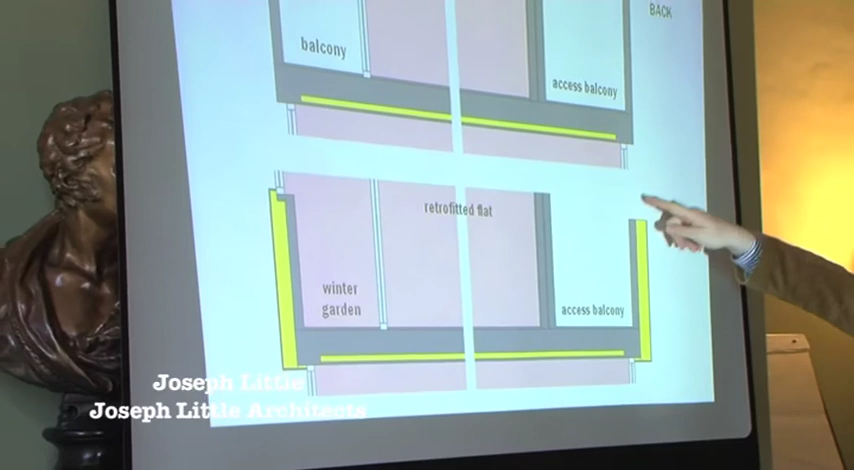 BACK
balcony
access balcony
retrofitted flat
winter
garden
access balcony
Joseph Little
Joseph Little Architects